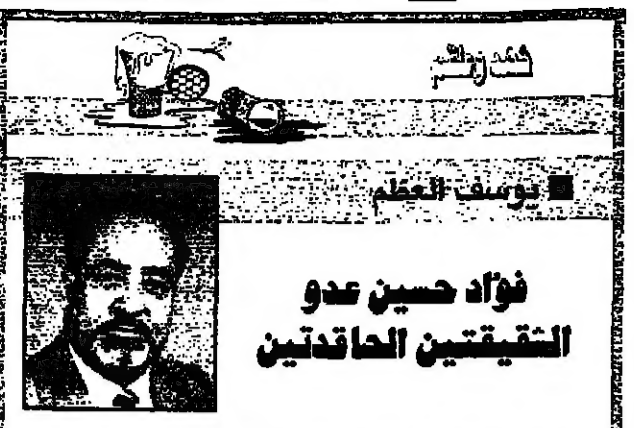 يوسف العظم
فؤاد حسين عدو
الشقيقتين الحاقدتين